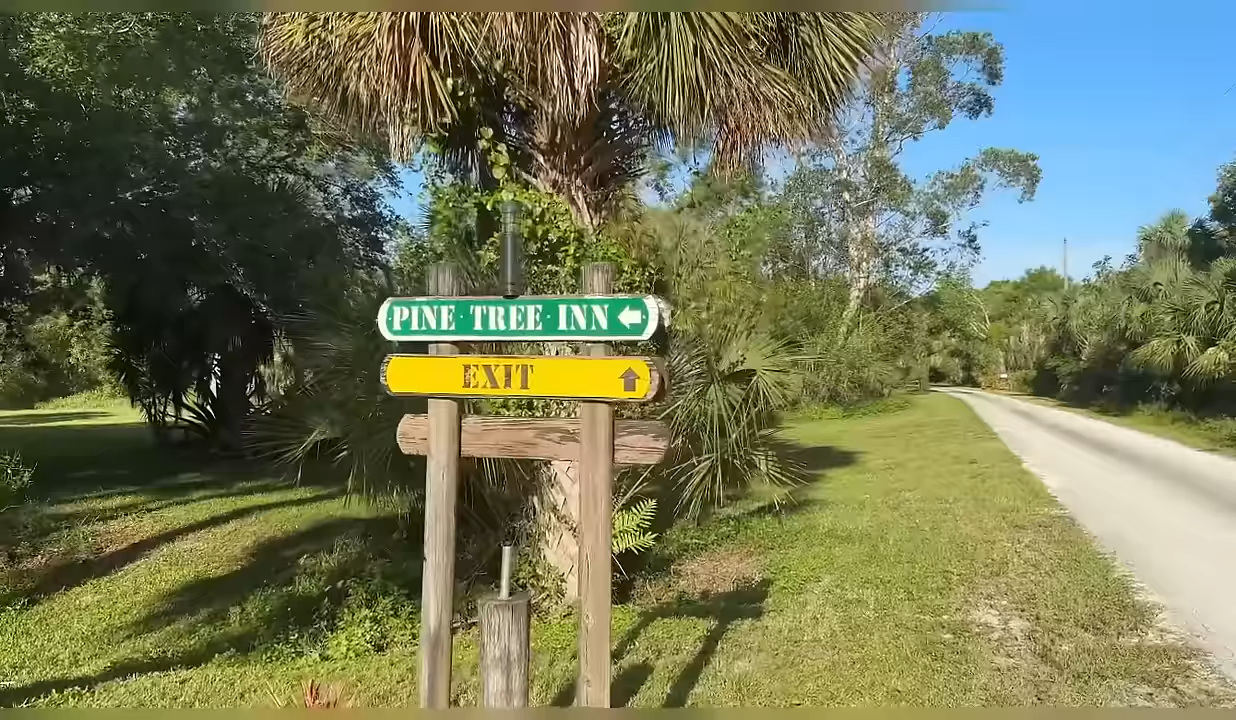 PINE · TREE · INN ←
EXIT ↑